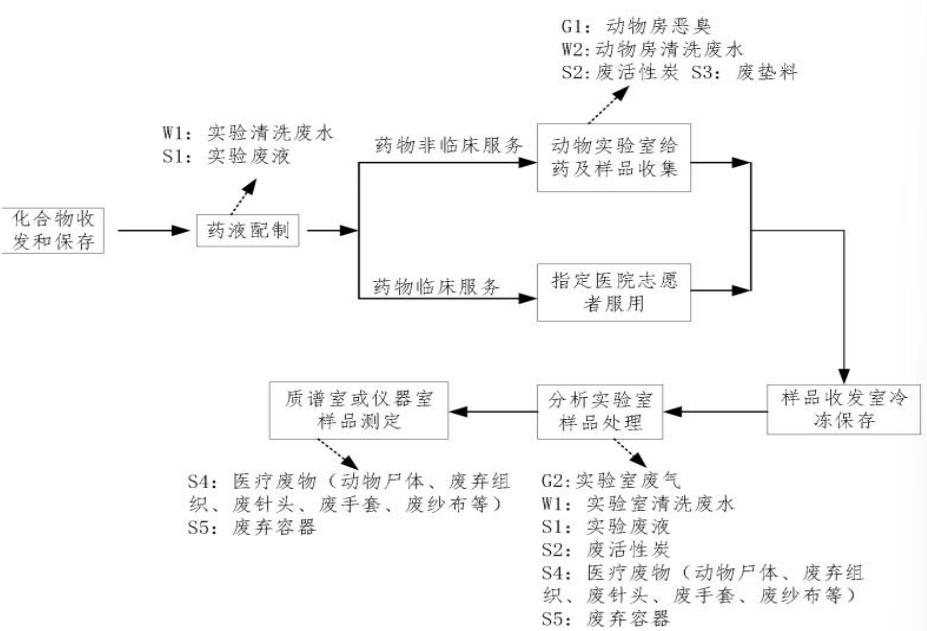 G1: 动物房恶臭
W2:动物房清洗废水
S2:废活性炭 S3: 废垫料
W1: 实验清洗废水
S1: 实验废液
药物非临床服务
动物实验室给
药及样品收集
化合物收
发和保存
药液配制
药物临床服务
指定医院志愿
者服用
质谱室或仪器室
样品测定
分析实验室
样品处理
样品收发室冷
冻保存
S4: 医疗废物（动物尸体、废弃组
织、废针头、废手套、废纱布等）
S5: 废弃容器
G2:实验室废气
W1: 实验室清洗废水
S1: 实验废液
S2: 废活性炭
S4: 医疗废物（动物尸体、废弃组
织、废针头、废手套、废纱布等）
S5: 废弃容器